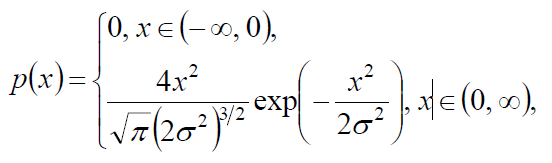 p(x) = { 0, x ∈ (−∞, 0),
4x² / (√π (2σ²)^{3/2}) exp(−x² / 2σ²), x ∈ (0, ∞),